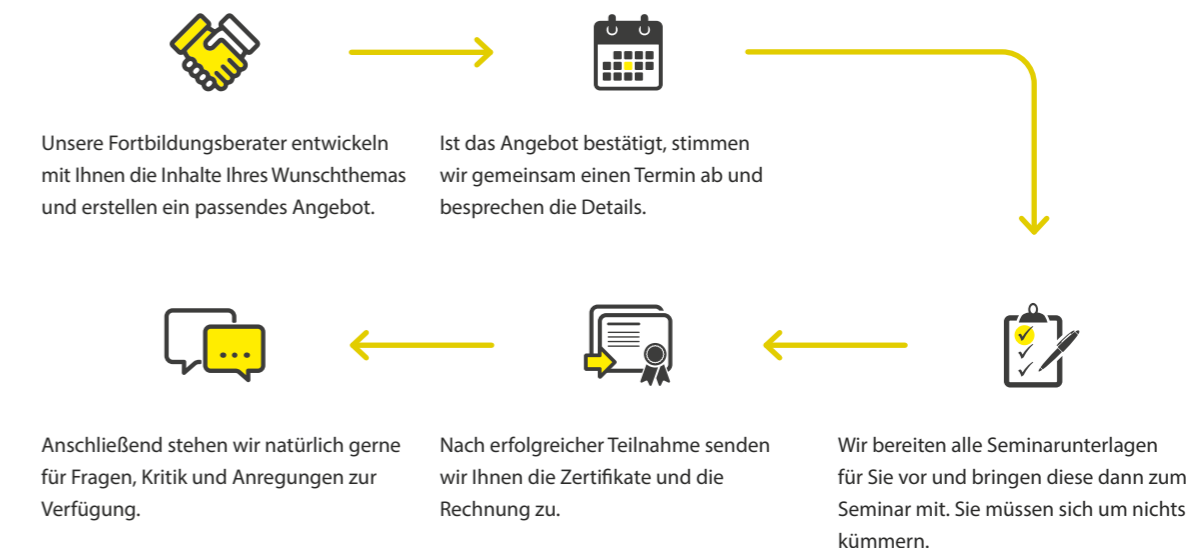 Unsere Fortbildungsberater entwickeln
mit Ihnen die Inhalte Ihres Wunschthemas
und erstellen ein passendes Angebot.
Ist das Angebot bestätigt, stimmen
wir gemeinsam einen Termin ab und
besprechen die Details.
Wir bereiten alle Seminarunterlagen
für Sie vor und bringen diese dann zum
Seminar mit. Sie müssen sich um nichts
kümmern.
Nach erfolgreicher Teilnahme senden
wir Ihnen die Zertifikate und die
Rechnung zu.
Anschließend stehen wir natürlich gerne
für Fragen, Kritik und Anregungen zur
Verfügung.